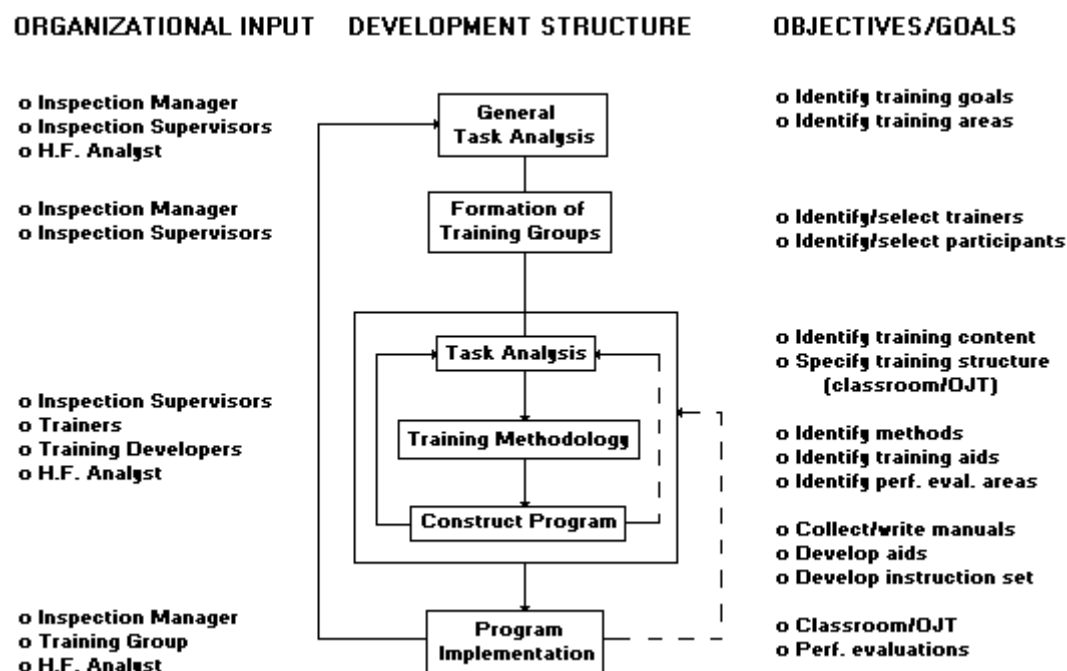 ORGANIZATIONAL INPUT
DEVELOPMENT STRUCTURE
OBJECTIVES/GOALS
o Inspection Manager
o Inspection Supervisors
o H.F. Analyst
General
Task Analysis
o Identify training goals
o Identify training areas
o Inspection Manager
o Inspection Supervisors
Formation of
Training Groups
o Identify/select trainers
o Identify/select participants
o Inspection Supervisors
o Trainers
o Training Developers
o H.F. Analyst
Task Analysis
Training Methodology
Construct Program
o Identify training content
o Specify training structure
(classroom/OJT)
o Identify methods
o Identify training aids
o Identify perf. eval. areas
o Collect/write manuals
o Develop aids
o Develop instruction set
o Inspection Manager
o Training Group
o H.F. Analyst
Program
Implementation
o Classroom/OJT
o Perf. evaluations